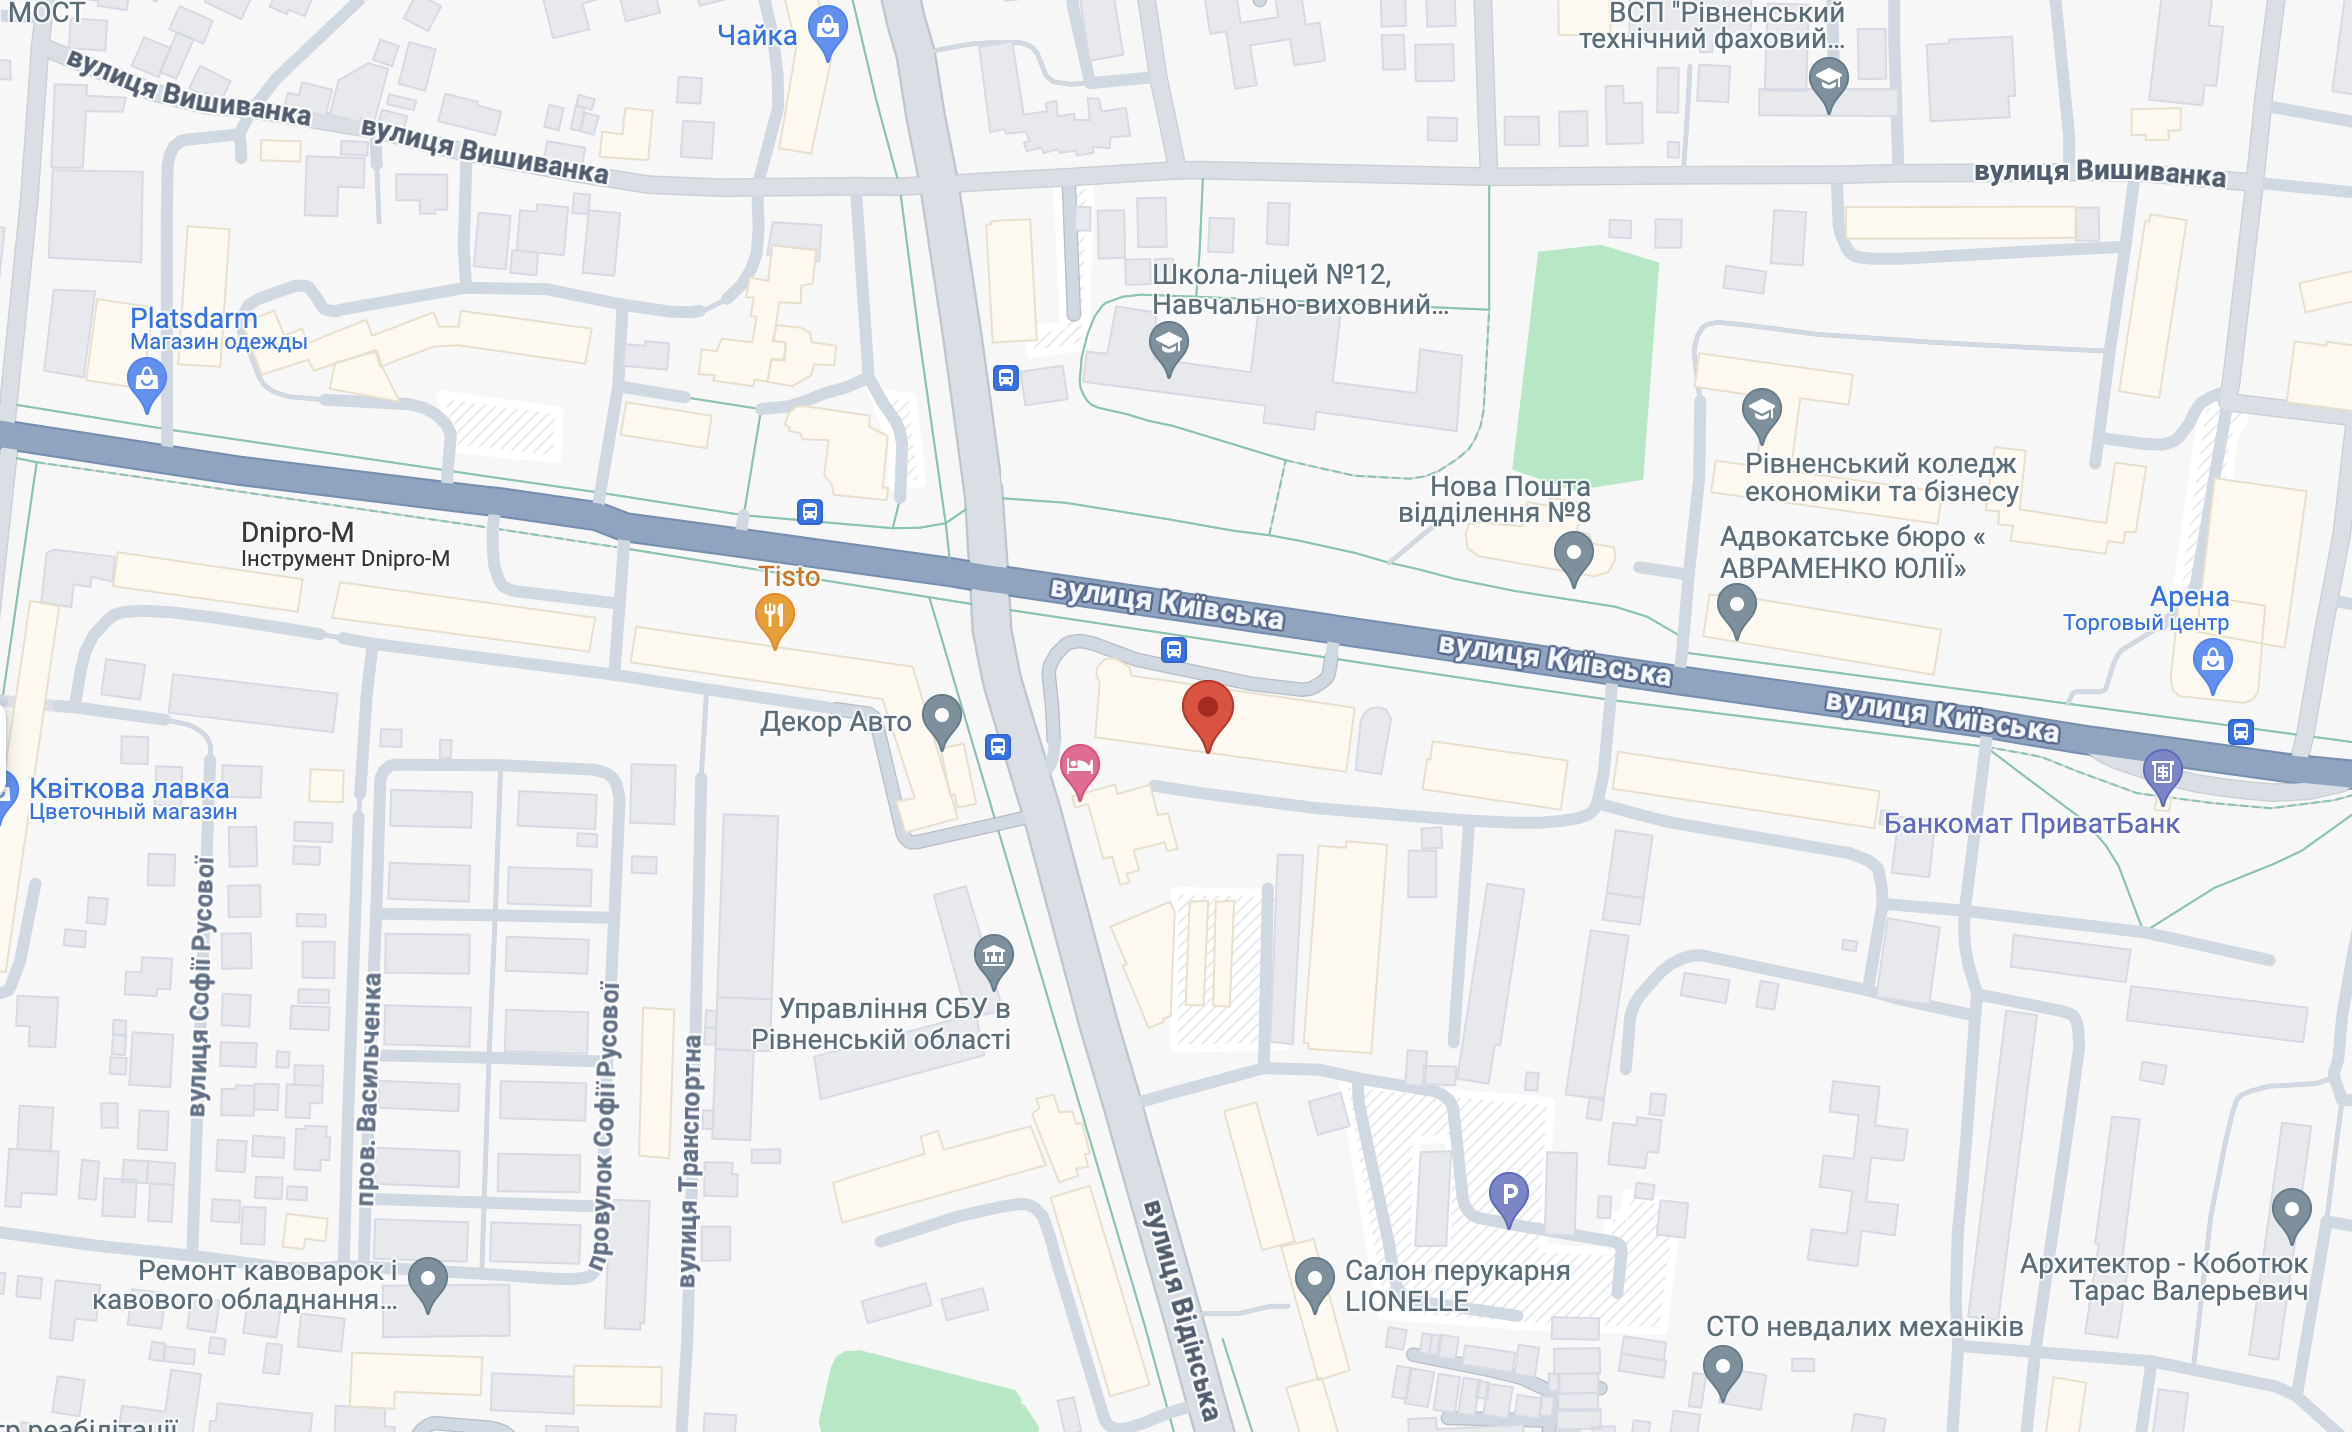 МОСТ
вулиця Вишиванка
вулиця Вишиванка
Чайка
ВСП "Рівненський
технічний фаховий...
вулиця Вишиванка
Школа-ліцей №12,
Навчально-виховний...
Platsdarm
Магазин одежды
Рівненський коледж
економіки та бізнесу
Нова Пошта
відділення №8
Адвокатське бюро «
АВРАМЕНКО ЮЛІЇ»
Dnipro-M
Інструмент Dnipro-M
Tisto
вулиця Київська
вулиця Київська
вулиця Київська
Арена
Торговый центр
Декор Авто
Квіткова лавка
Цветочный магазин
Банкомат ПриватБанк
вулиця Софії Русової
пров. Васильченка
провулок Софії Русової
вулиця Транспортна
Управління СБУ в
Рівненській області
P
вулиця Відінська
Ремонт кавоварок і
кавового обладнання...
Салон перукарня
LIONELLE
Архитектор - Коботюк
Тарас Валерьевич
СТО невдалих механіків
тр реабілітації